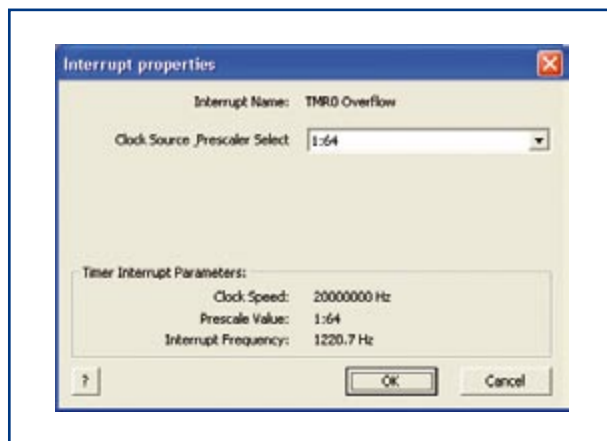 Interrupt properties
Interrupt Name: TMR0 Overflow
Clock Source ,Prescaler Select 1:64
Timer Interrupt Parameters:
Clock Speed: 20000000 Hz
Prescale Value: 1:64
Interrupt Frequency: 1220.7 Hz
? OK Cancel